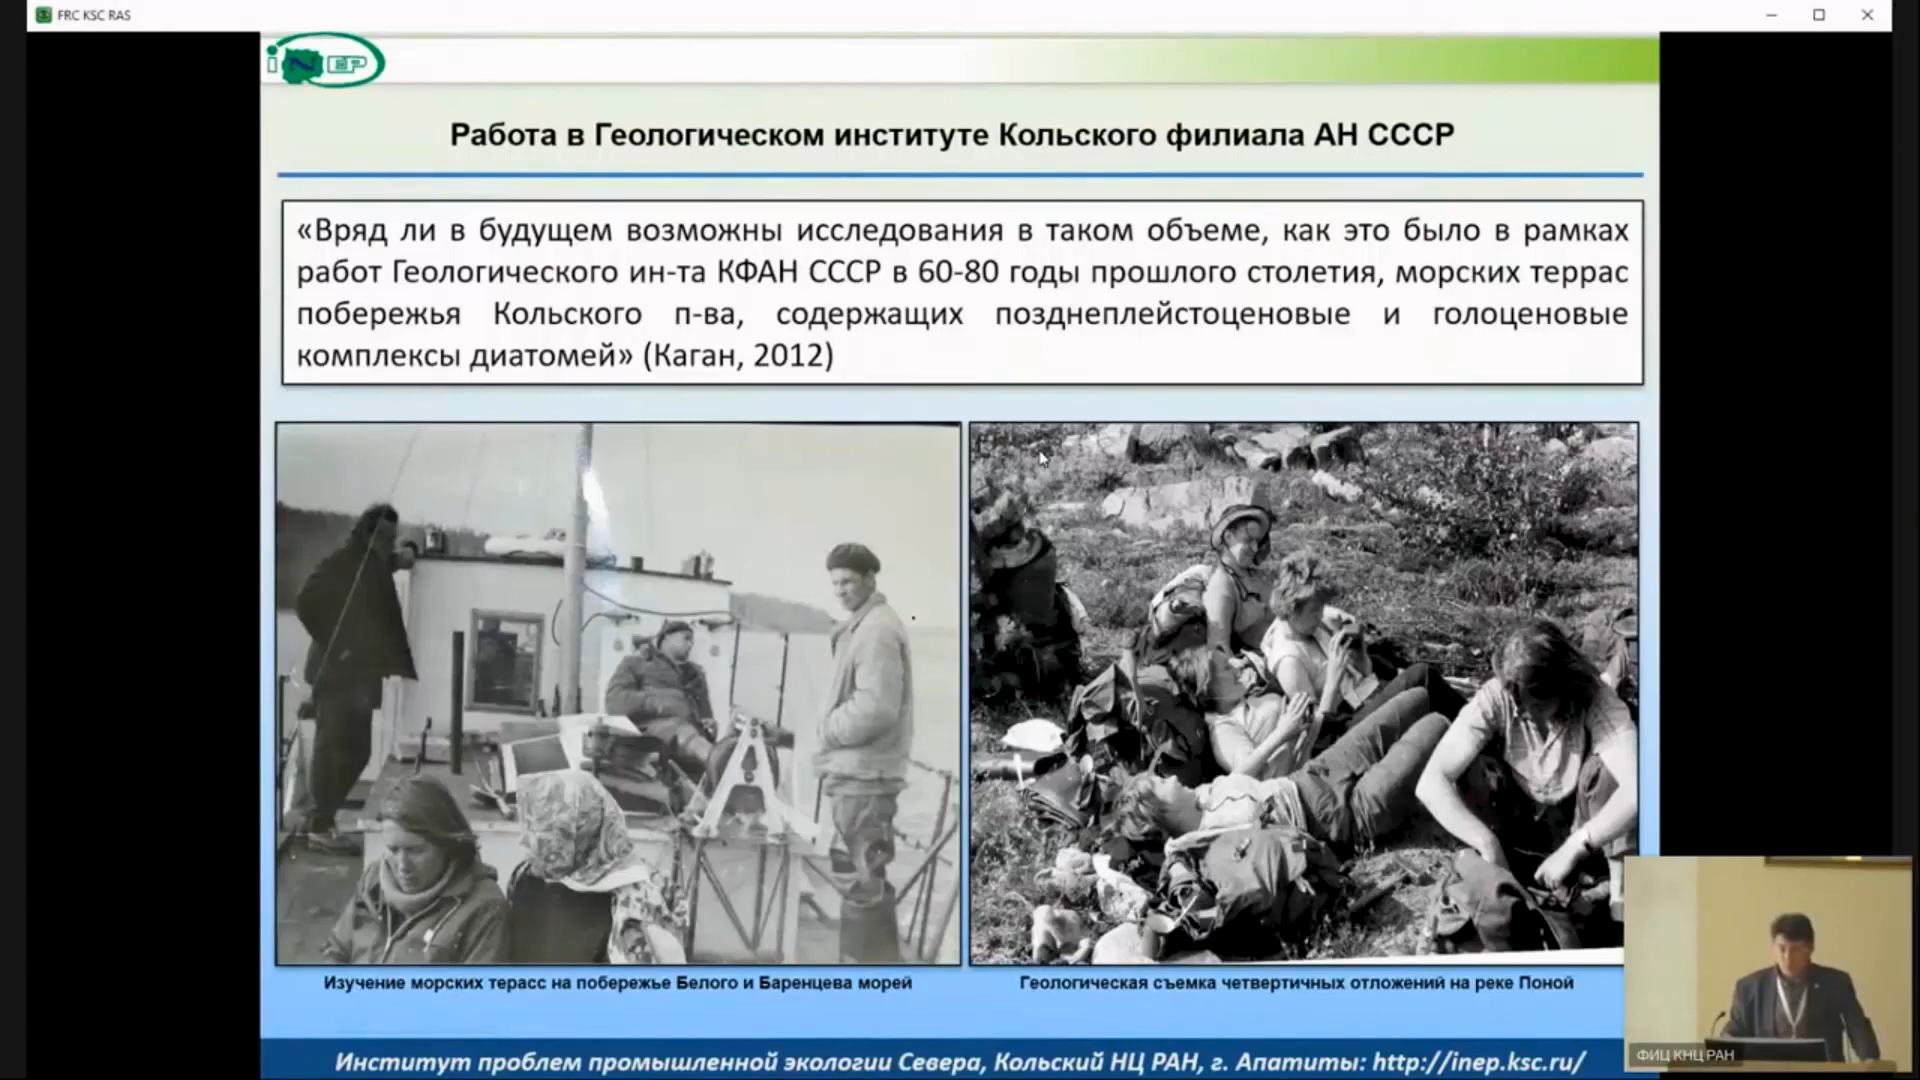 FRC KSC RAS
iNEP
Работа в Геологическом институте Кольского филиала АН СССР
«Вряд ли в будущем возможны исследования в таком объеме, как это было в рамках
работ Геологического ин-та КФАН СССР в 60-80 годы прошлого столетия, морских террас
побережья Кольского п-ва, содержащих позднеплейстоценовые и голоценовые
комплексы диатомей» (Каган, 2012)
Изучение морских терасс на побережье Белого и Баренцева морей
Геологическая съемка четвертичных отложений на реке Поной
Институт проблем промышленной экологии Севера, Кольский НЦ РАН, г. Апатиты: http://inep.ksc.ru/
ФИЦ КНЦ РАН